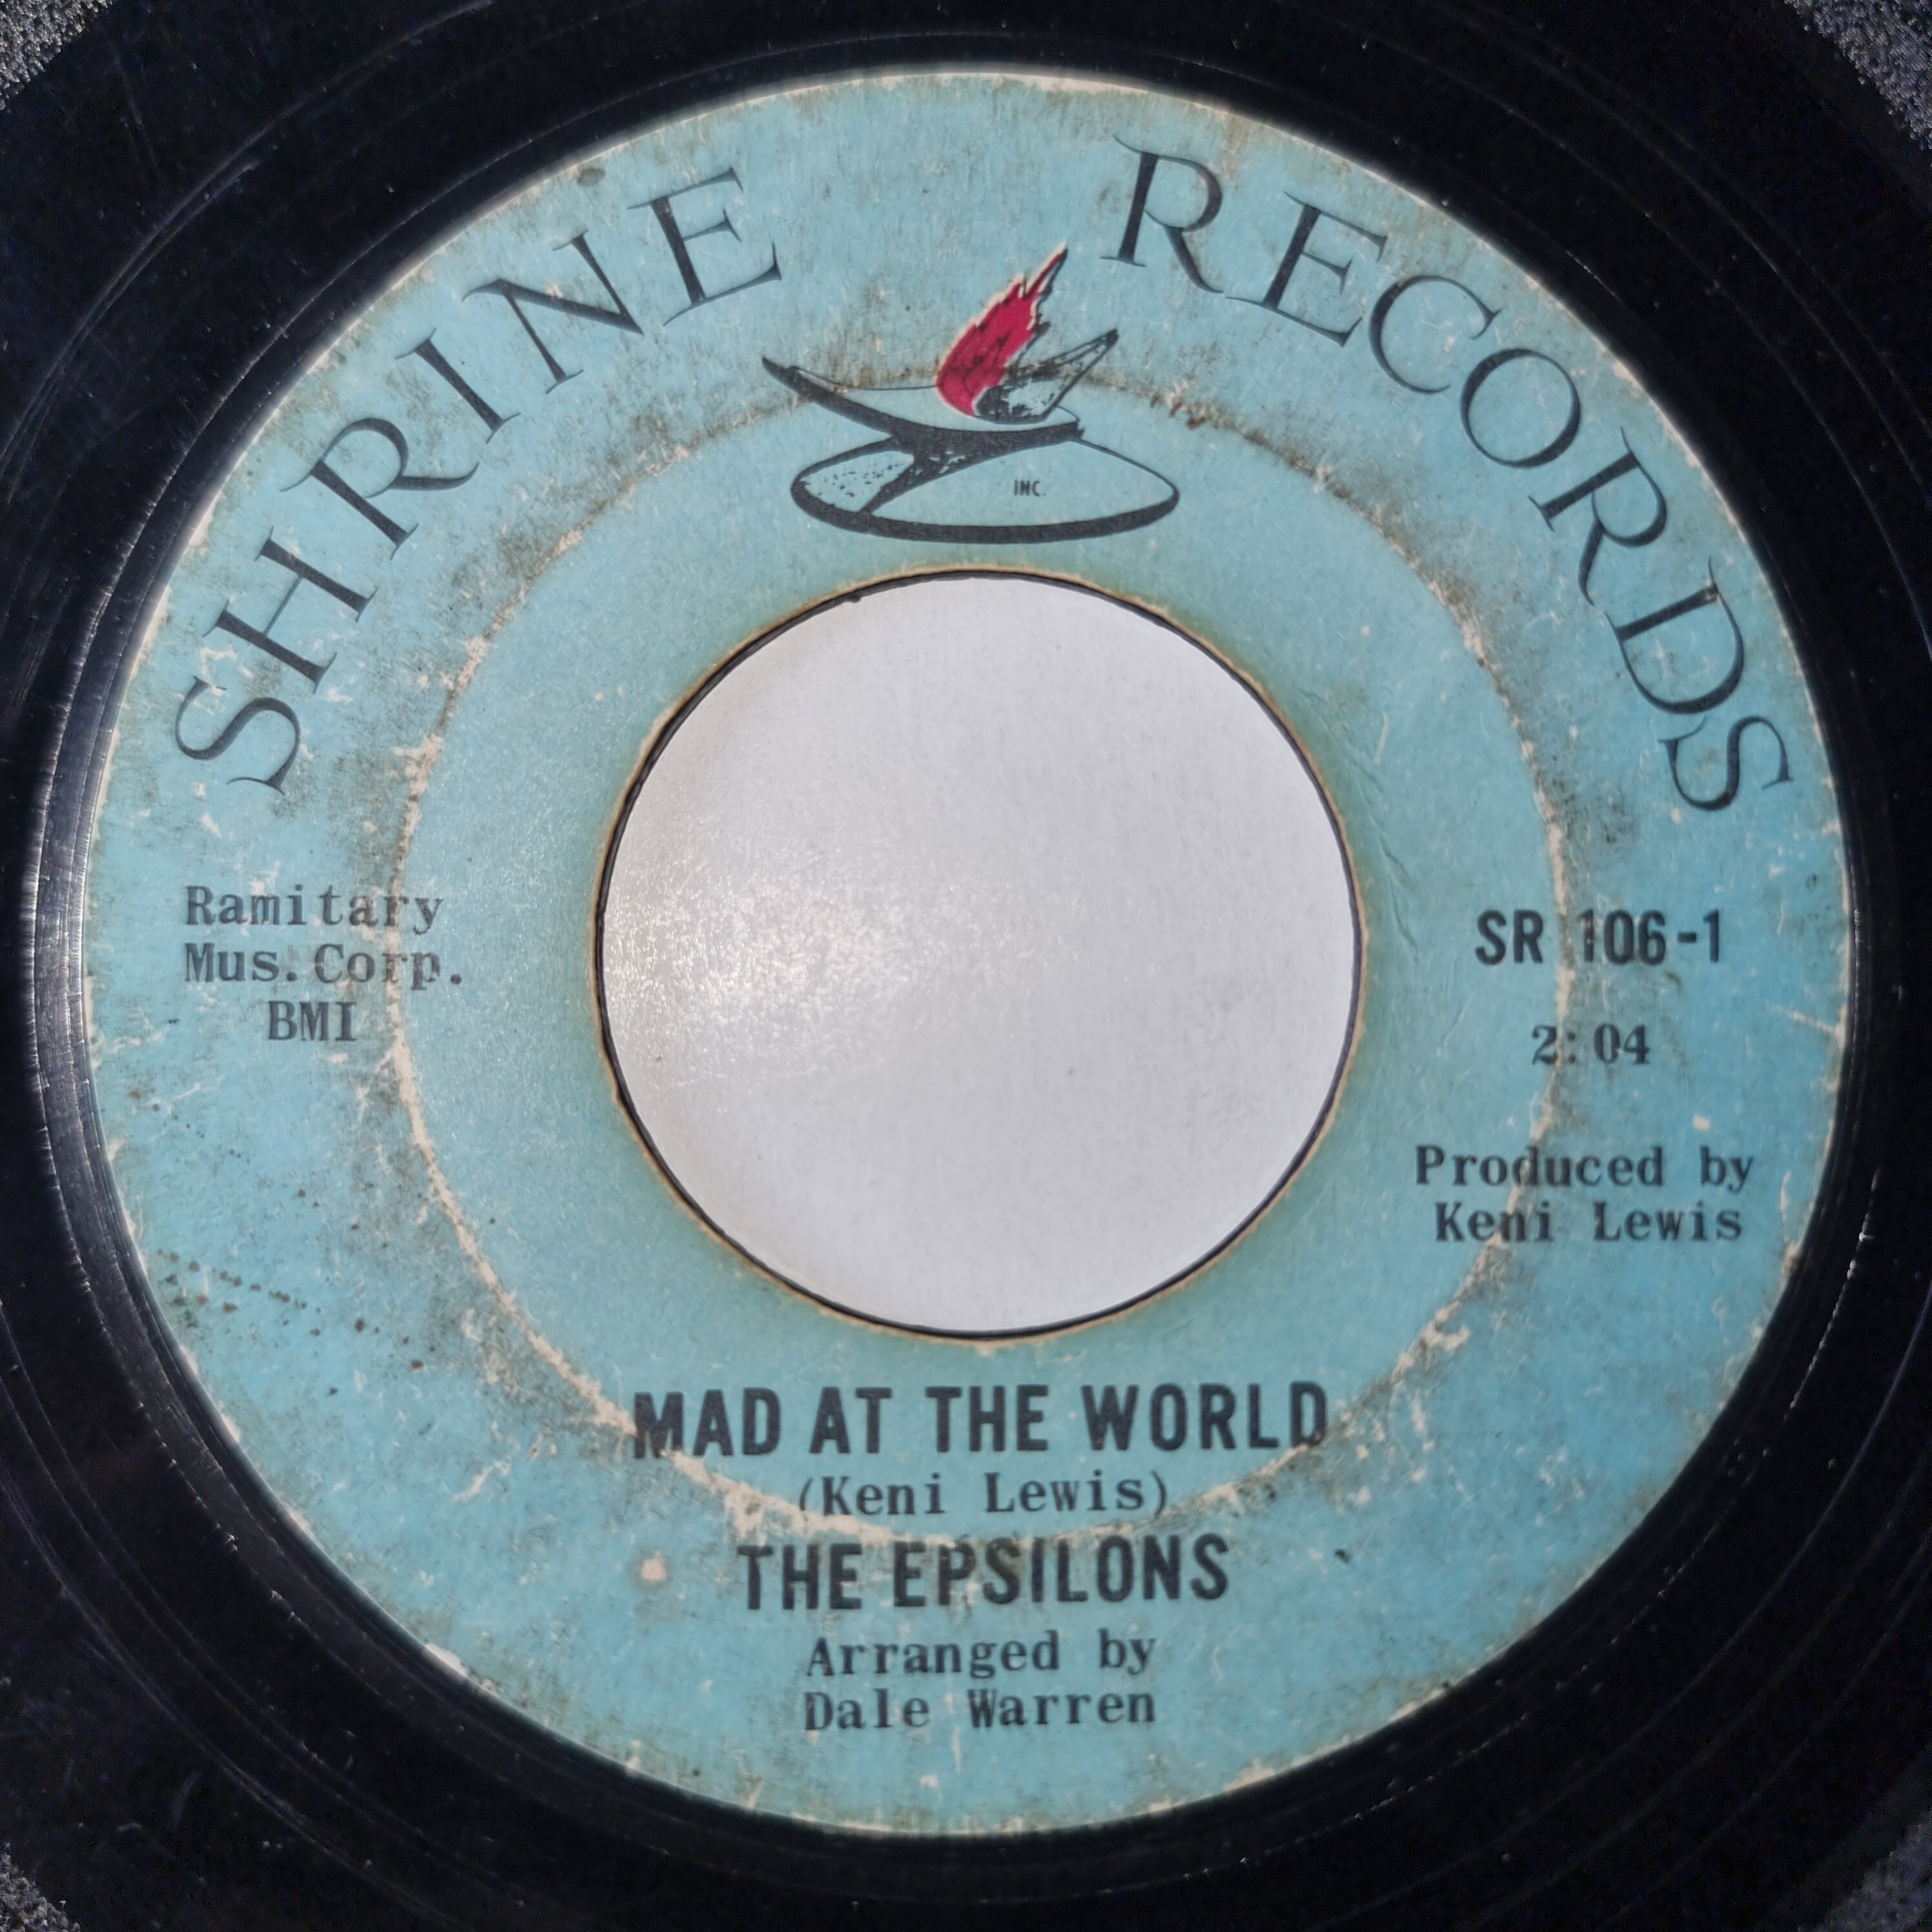 SHRINE RECORDS
INC.
Ramitary
Mus. Corp.
BMI
SR 106-1
2:04
Produced by
Keni Lewis
MAD AT THE WORLD
(Keni Lewis)
THE EPSILONS
Arranged by
Dale Warren